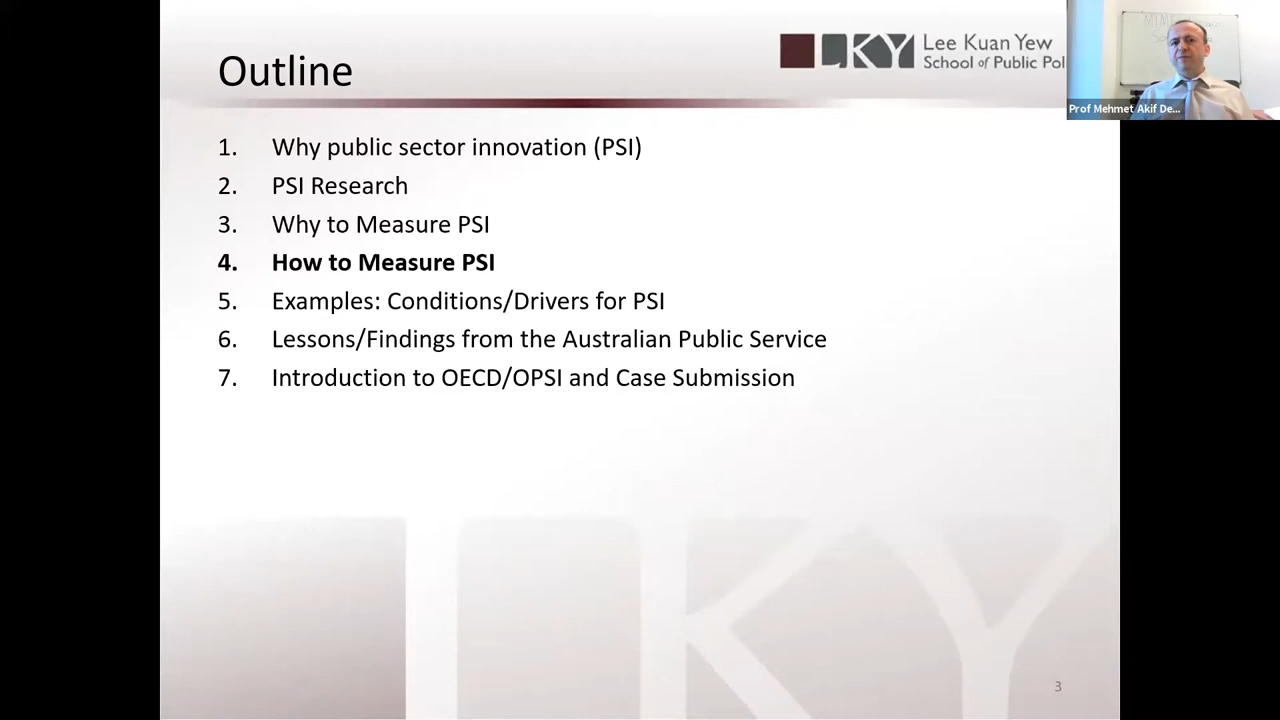 Outline
LKY Lee Kuan Yew
School of Public Pol
Prof Mehmet Akif De...
1. Why public sector innovation (PSI)
2. PSI Research
3. Why to Measure PSI
4. How to Measure PSI
5. Examples: Conditions/Drivers for PSI
6. Lessons/Findings from the Australian Public Service
7. Introduction to OECD/OPSI and Case Submission
LKY
3